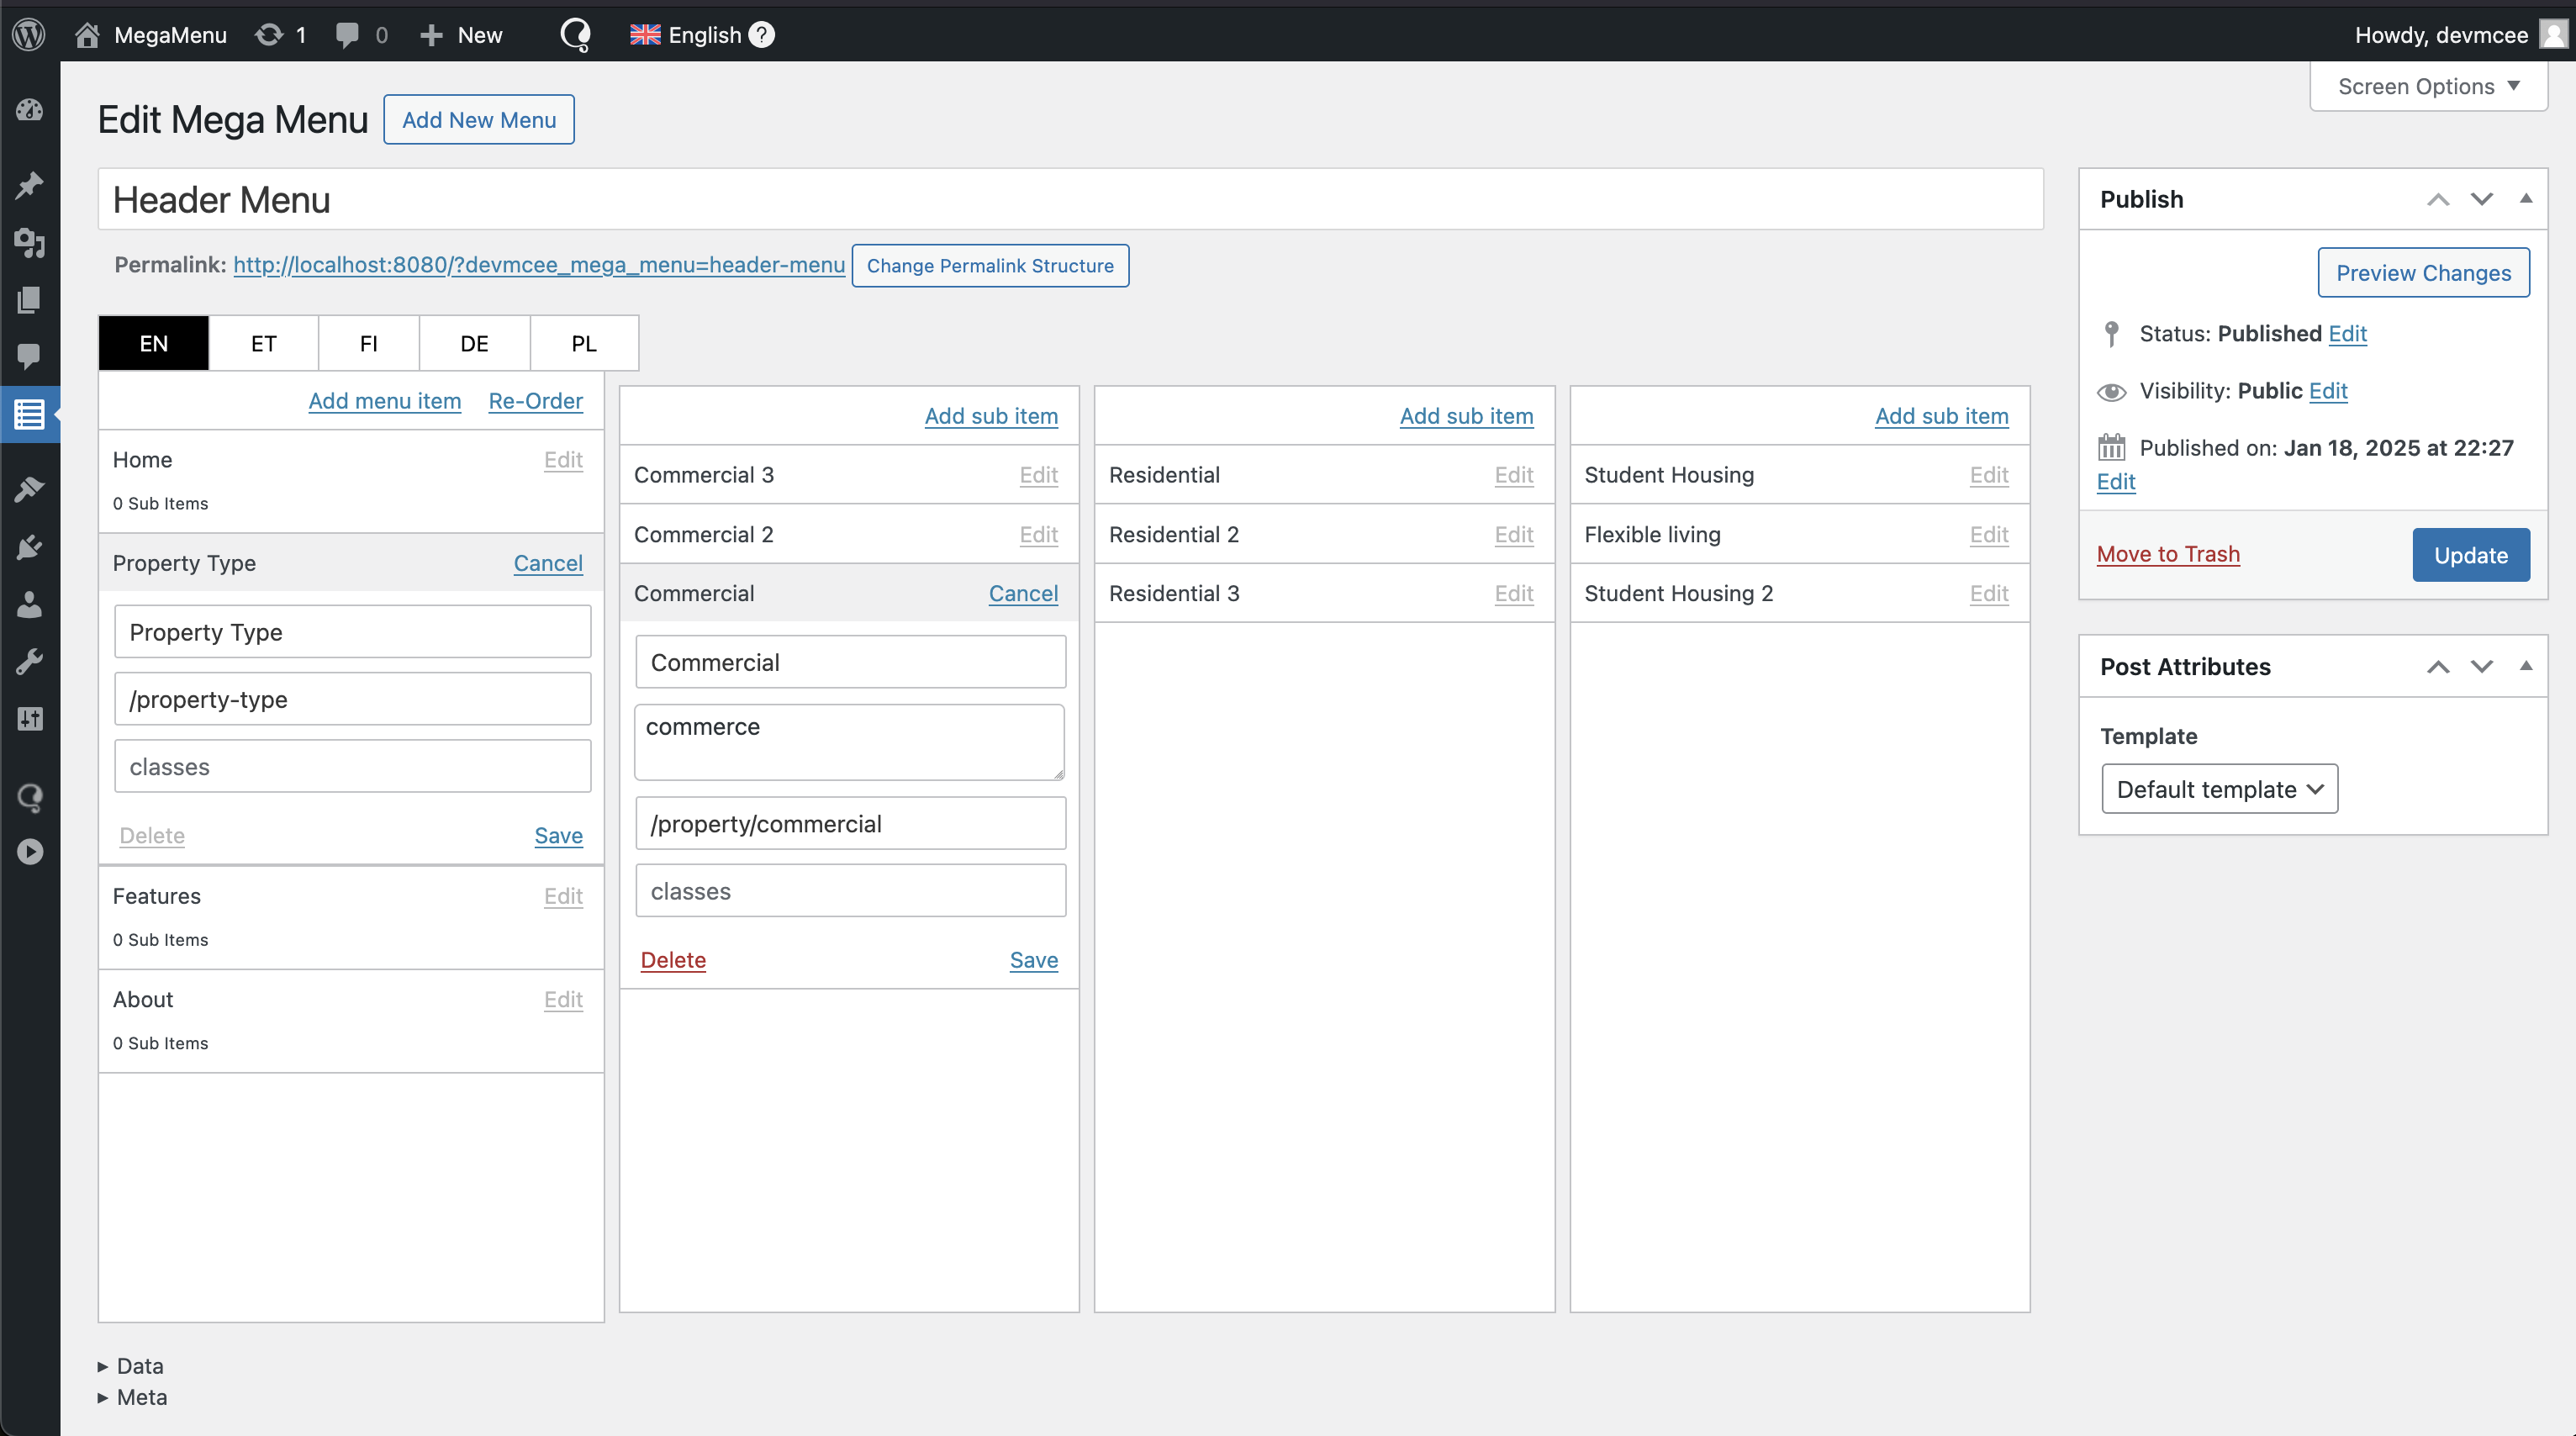 MegaMenu 1 0 New English ? Howdy, devmcee
Screen Options
Edit Mega Menu Add New Menu
Header Menu
Permalink: http://localhost:8080/?devmcee_mega_menu=header-menu Change Permalink Structure
EN ET FI DE PL
Add menu item Re-Order
Home Edit
0 Sub Items
Property Type Cancel
Property Type
/property-type
classes
Delete Save
Features Edit
0 Sub Items
About Edit
0 Sub Items
Add sub item
Commercial 3 Edit
Commercial 2 Edit
Commercial Cancel
Commercial
commerce
/property/commercial
classes
Delete Save
Add sub item
Residential Edit
Residential 2 Edit
Residential 3 Edit
Add sub item
Student Housing Edit
Flexible living Edit
Student Housing 2 Edit
Data
Meta
Publish
Preview Changes
Status: Published Edit
Visibility: Public Edit
Published on: Jan 18, 2025 at 22:27
Edit
Move to Trash Update
Post Attributes
Template
Default template